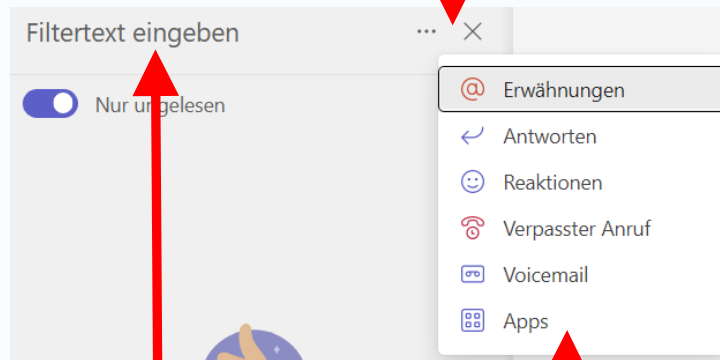 Filtertext eingeben
Nur ungelesen
Erwähnungen
Antworten
Reaktionen
Verpasster Anruf
Voicemail
Apps